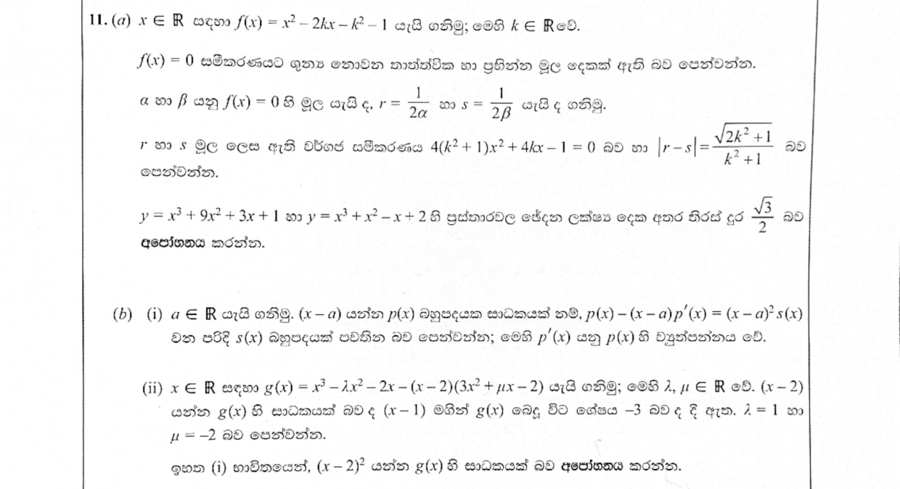 11. (a) x ∈ ℝ සඳහා f(x) = x² − 2kx − k² − 1 යැයි ගනිමු; මෙහි k ∈ ℝ වේ.
f(x) = 0 සමීකරණයට ශුන්‍ය නොවන තාත්ත්වික හා ප්‍රභින්න මූල දෙකක් ඇති බව පෙන්වන්න.
α හා β යනු f(x) = 0 හි මූල යැයි ද, r = 1/2α හා s = 1/2β යැයි ද ගනිමු.
r හා s මූල ලෙස ඇති වර්ගජ සමීකරණය 4(k² + 1)x² + 4kx − 1 = 0 බව හා |r − s| = √(2k² + 1)/(k² + 1) බව
පෙන්වන්න.
y = x³ + 9x² + 3x + 1 හා y = x³ + x² − x + 2 හි ප්‍රස්තාරවල ඡේදන ලක්ෂ්‍ය දෙක අතර තිරස් දුර √3/2 බව
අපෝහනය කරන්න.
(b) (i) a ∈ ℝ යැයි ගනිමු. (x − a) යන්න p(x) බහුපදයක සාධකයක් නම්, p(x) − (x − a)p′(x) = (x − a)² s(x)
වන පරිදි s(x) බහුපදයක් පවතින බව පෙන්වන්න; මෙහි p′(x) යනු p(x) හි ව්‍යුත්පන්නය වේ.
(ii) x ∈ ℝ සඳහා g(x) = x³ − λx² − 2x − (x − 2)(3x² + μx − 2) යැයි ගනිමු; මෙහි λ, μ ∈ ℝ වේ. (x − 2)
යන්න g(x) හි සාධකයක් බව ද (x − 1) මගින් g(x) බෙදූ විට ශේෂය −3 බව ද දී ඇත. λ = 1 හා
μ = −2 බව පෙන්වන්න.
ඉහත (i) භාවිතයෙන්, (x − 2)² යන්න g(x) හි සාධකයක් බව අපෝහනය කරන්න.